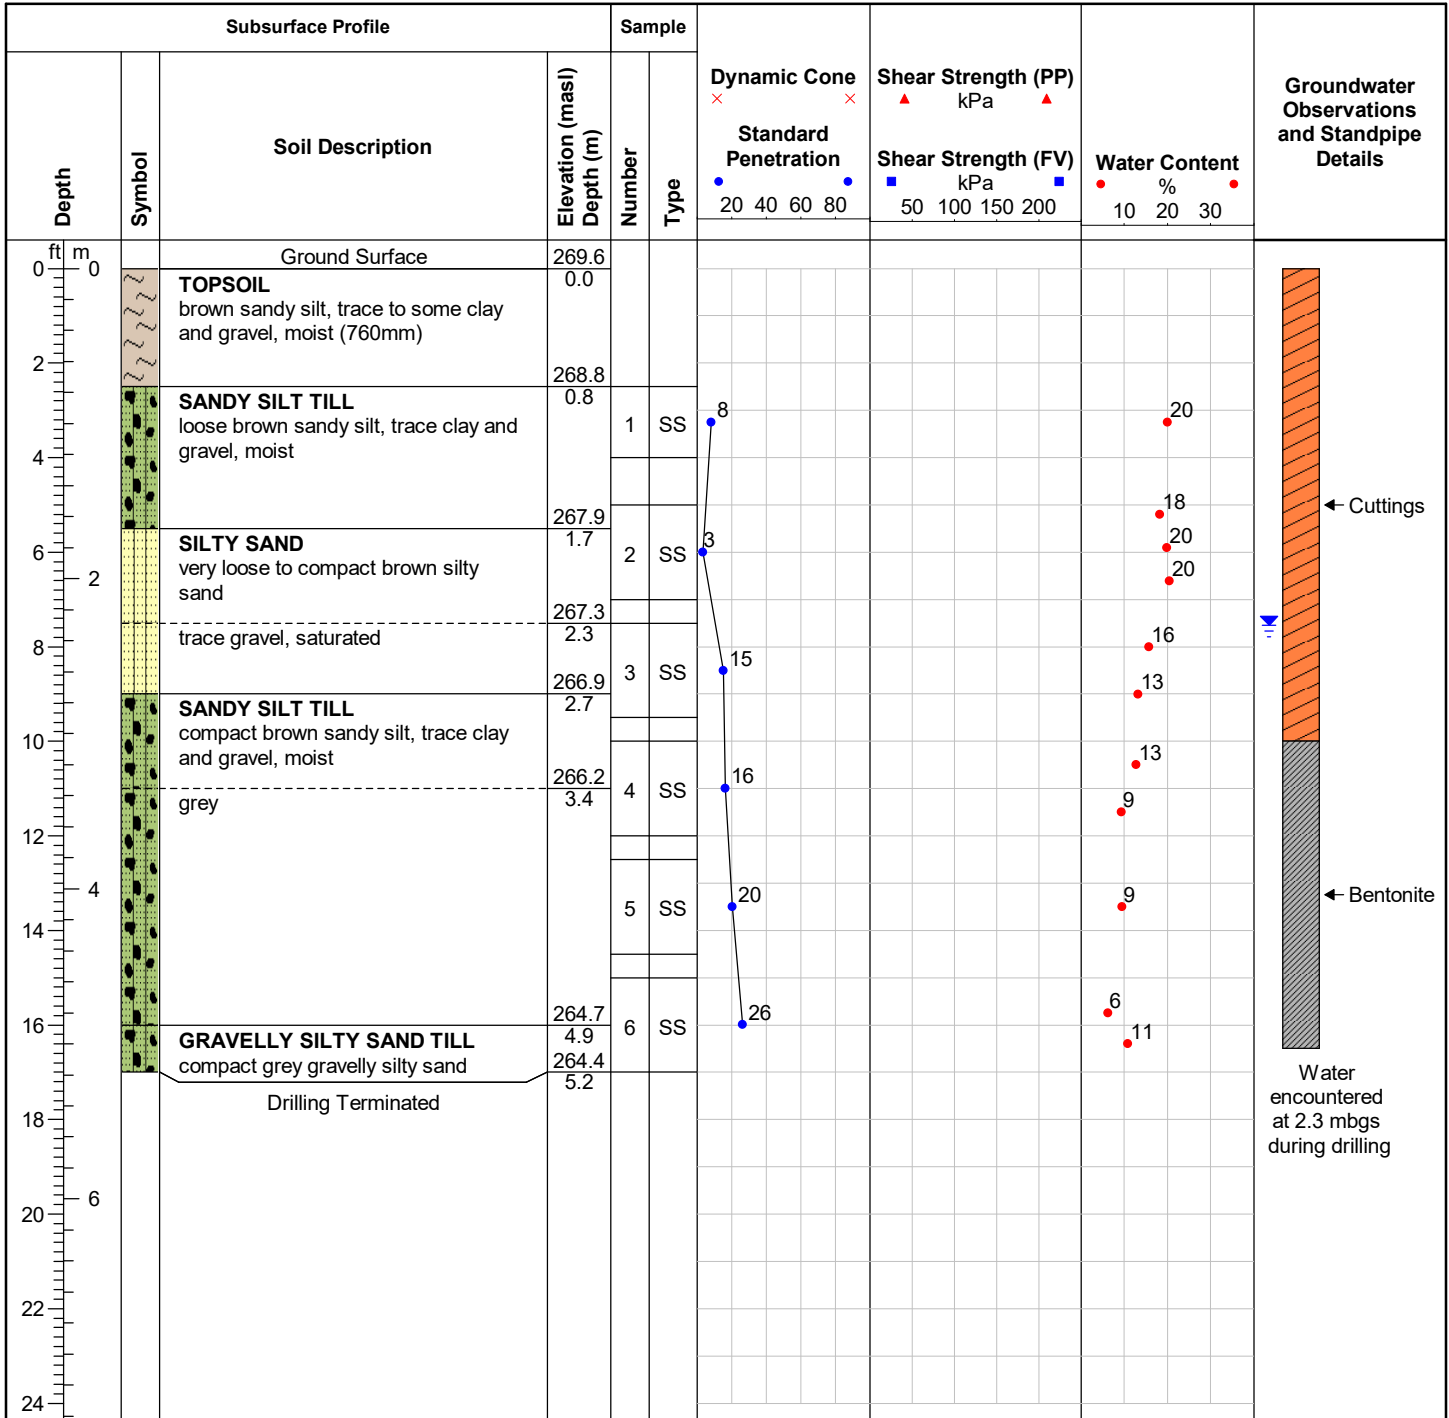 Subsurface Profile
Sample
Depth
Symbol
Soil Description
Elevation (masl)
Depth (m)
Number
Type
Dynamic Cone
Standard
Penetration
20 40 60 80
Shear Strength (PP)
kPa
Shear Strength (FV)
kPa
50 100 150 200
Water Content
%
10 20 30
Groundwater
Observations
and Standpipe
Details
ft m
Ground Surface
269.6
0 0
0.0
TOPSOIL
brown sandy silt, trace to some clay
and gravel, moist (760mm)
2
268.8
SANDY SILT TILL
0.8
loose brown sandy silt, trace clay and
gravel, moist
1 SS
8
20
4
18
267.9
Cuttings
SILTY SAND
1.7
very loose to compact brown silty
sand
6
2
2 SS
3
20
20
267.3
trace gravel, saturated
2.3
8
16
3 SS
15
266.9
13
SANDY SILT TILL
2.7
compact brown sandy silt, trace clay
and gravel, moist
10
13
266.2
4 SS
16
grey
3.4
9
12
4
5 SS
20
9
Bentonite
14
264.7
6
16
6 SS
26
GRAVELLY SILTY SAND TILL
4.9
11
compact grey gravelly silty sand
264.4
5.2
Drilling Terminated
Water
encountered
at 2.3 mbgs
during drilling
18
6
20
22
24